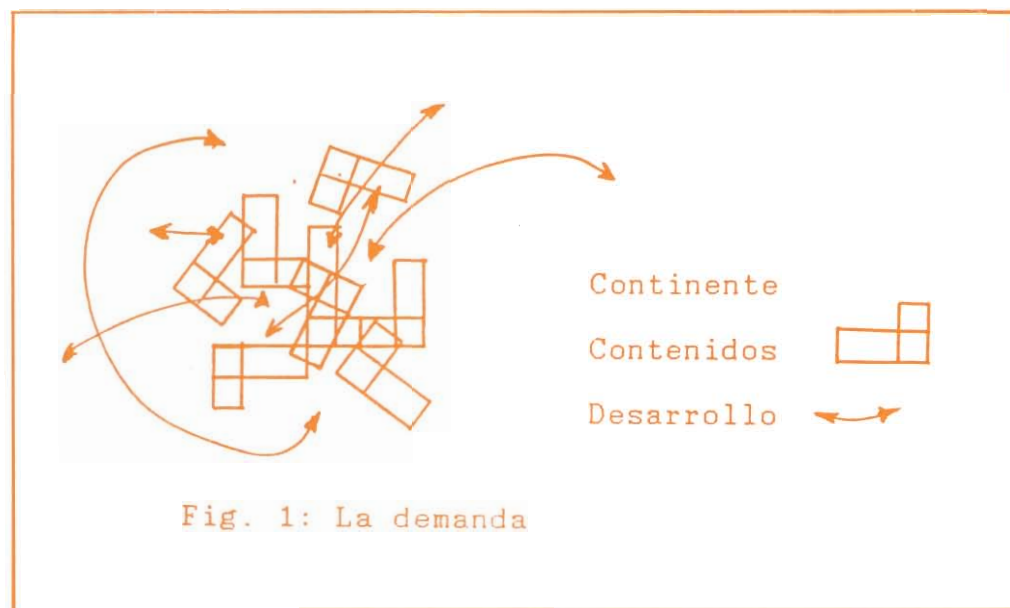 Continente
Contenidos
Desarrollo
Fig. 1: La demanda